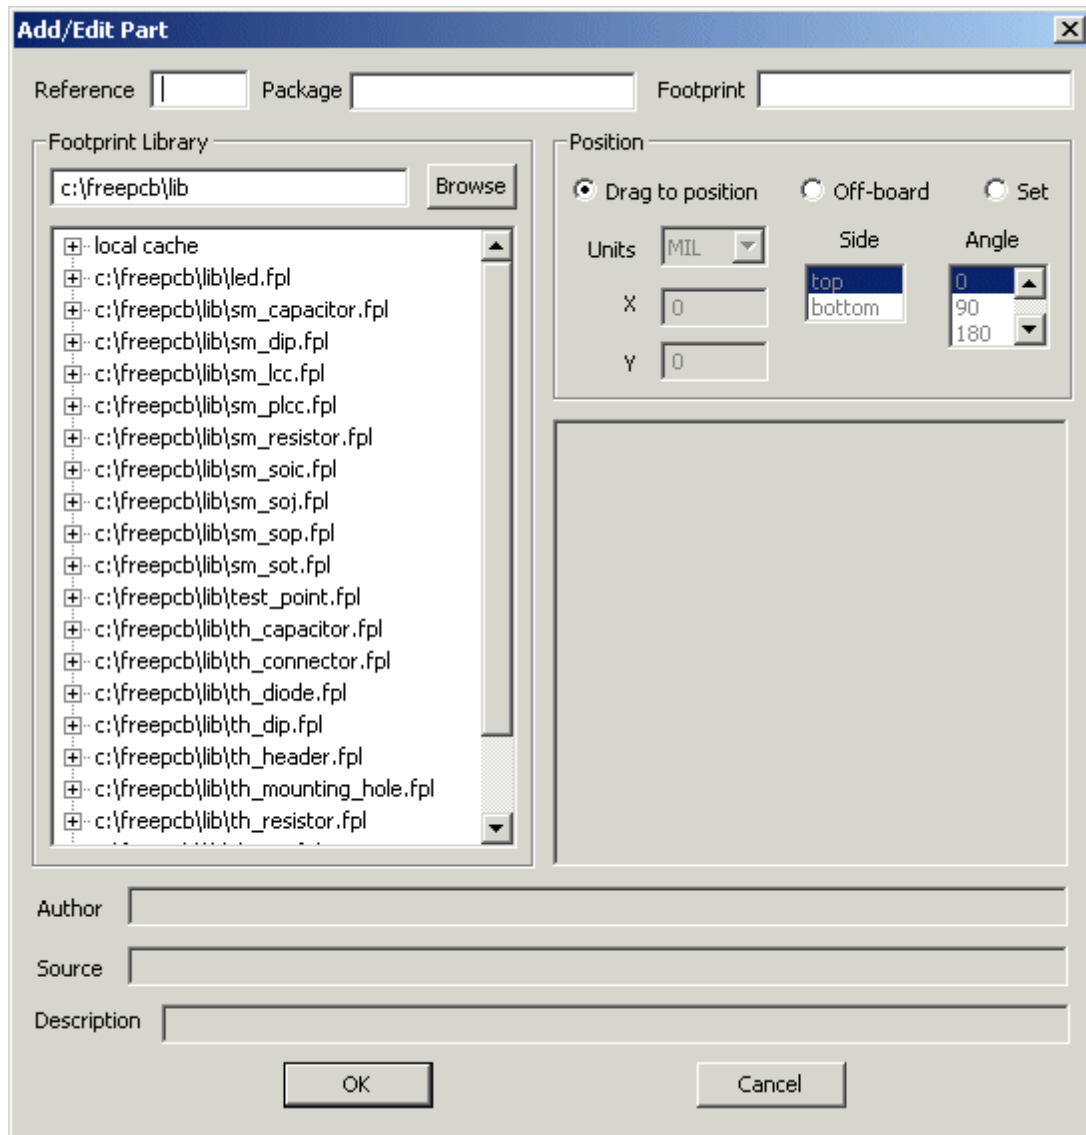 Add/Edit Part
Reference Package Footprint
Footprint Library
c:\freepcb\lib Browse
local cache
c:\freepcb\lib\led.fpl
c:\freepcb\lib\sm_capacitor.fpl
c:\freepcb\lib\sm_dip.fpl
c:\freepcb\lib\sm_lcc.fpl
c:\freepcb\lib\sm_plcc.fpl
c:\freepcb\lib\sm_resistor.fpl
c:\freepcb\lib\sm_soic.fpl
c:\freepcb\lib\sm_soj.fpl
c:\freepcb\lib\sm_sop.fpl
c:\freepcb\lib\sm_sot.fpl
c:\freepcb\lib\test_point.fpl
c:\freepcb\lib\th_capacitor.fpl
c:\freepcb\lib\th_connector.fpl
c:\freepcb\lib\th_diode.fpl
c:\freepcb\lib\th_dip.fpl
c:\freepcb\lib\th_header.fpl
c:\freepcb\lib\th_mounting_hole.fpl
c:\freepcb\lib\th_resistor.fpl
Position
Drag to position Off-board Set
Units MIL Side Angle
X 0 top 0
bottom 90
Y 0 180
Author
Source
Description
OK Cancel